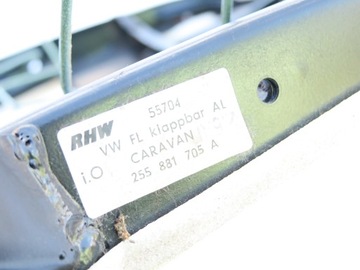 RHW 55704
VW FL klappbar AL
i.O CARAVAN
255 881 705 A